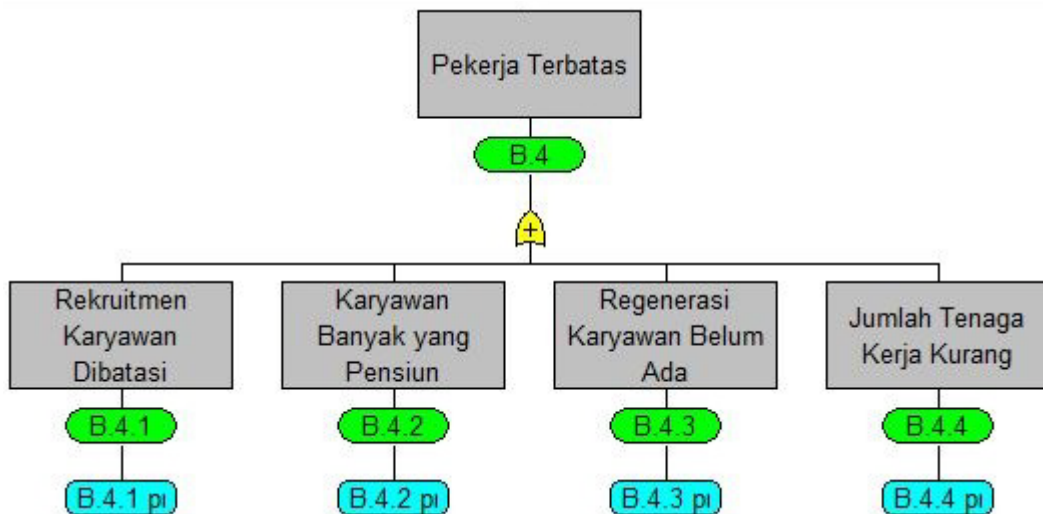 Pekerja Terbatas
B.4
+
Rekruitmen
Karyawan
Dibatasi
Karyawan
Banyak yang
Pensiun
Regenerasi
Karyawan Belum
Ada
Jumlah Tenaga
Kerja Kurang
B.4.1
B.4.2
B.4.3
B.4.4
B.4.1 pi
B.4.2 pi
B.4.3 pi
B.4.4 pi